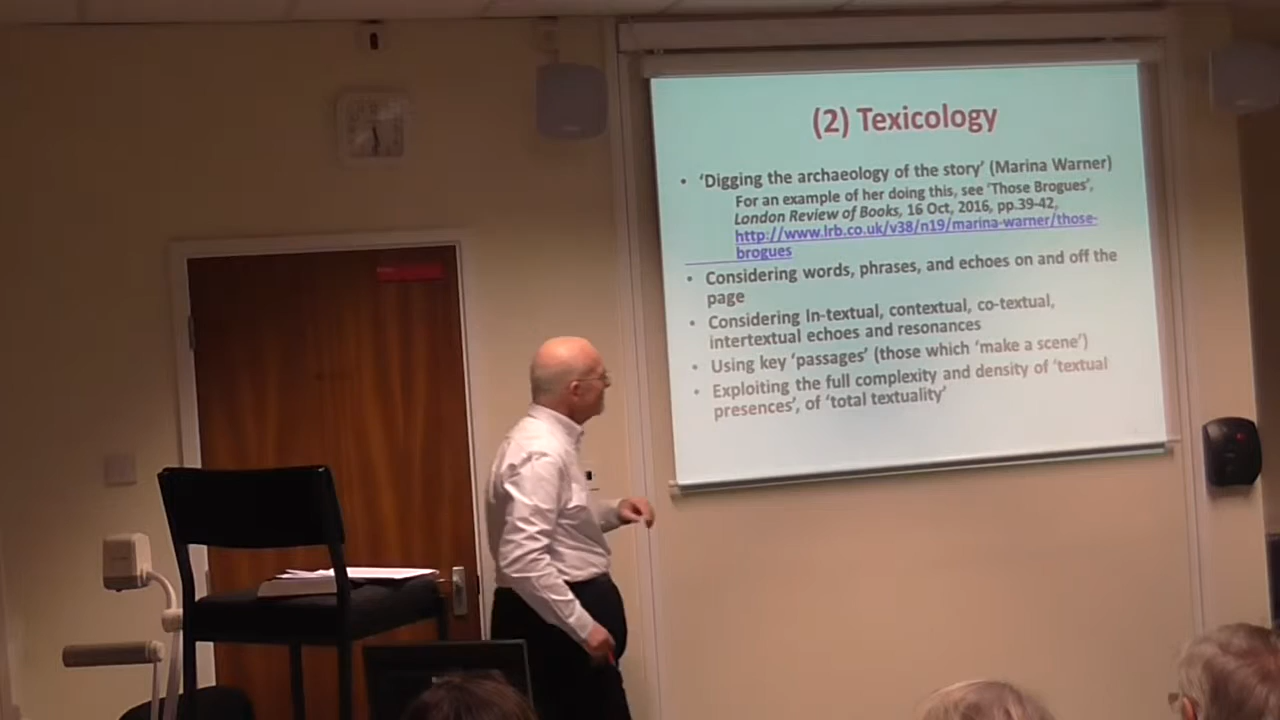 (2) Texicology
• 'Digging the archaeology of the story' (Marina Warner)
For an example of her doing this, see 'Those Brogues',
London Review of Books, 16 Oct, 2016, pp.39-42,
http://www.lrb.co.uk/v38/n19/marina-warner/those-
brogues
• Considering words, phrases, and echoes on and off the
page
• Considering In-textual, contextual, co-textual,
intertextual echoes and resonances
• Using key 'passages' (those which 'make a scene')
• Exploiting the full complexity and density of 'textual
presences', of 'total textuality'